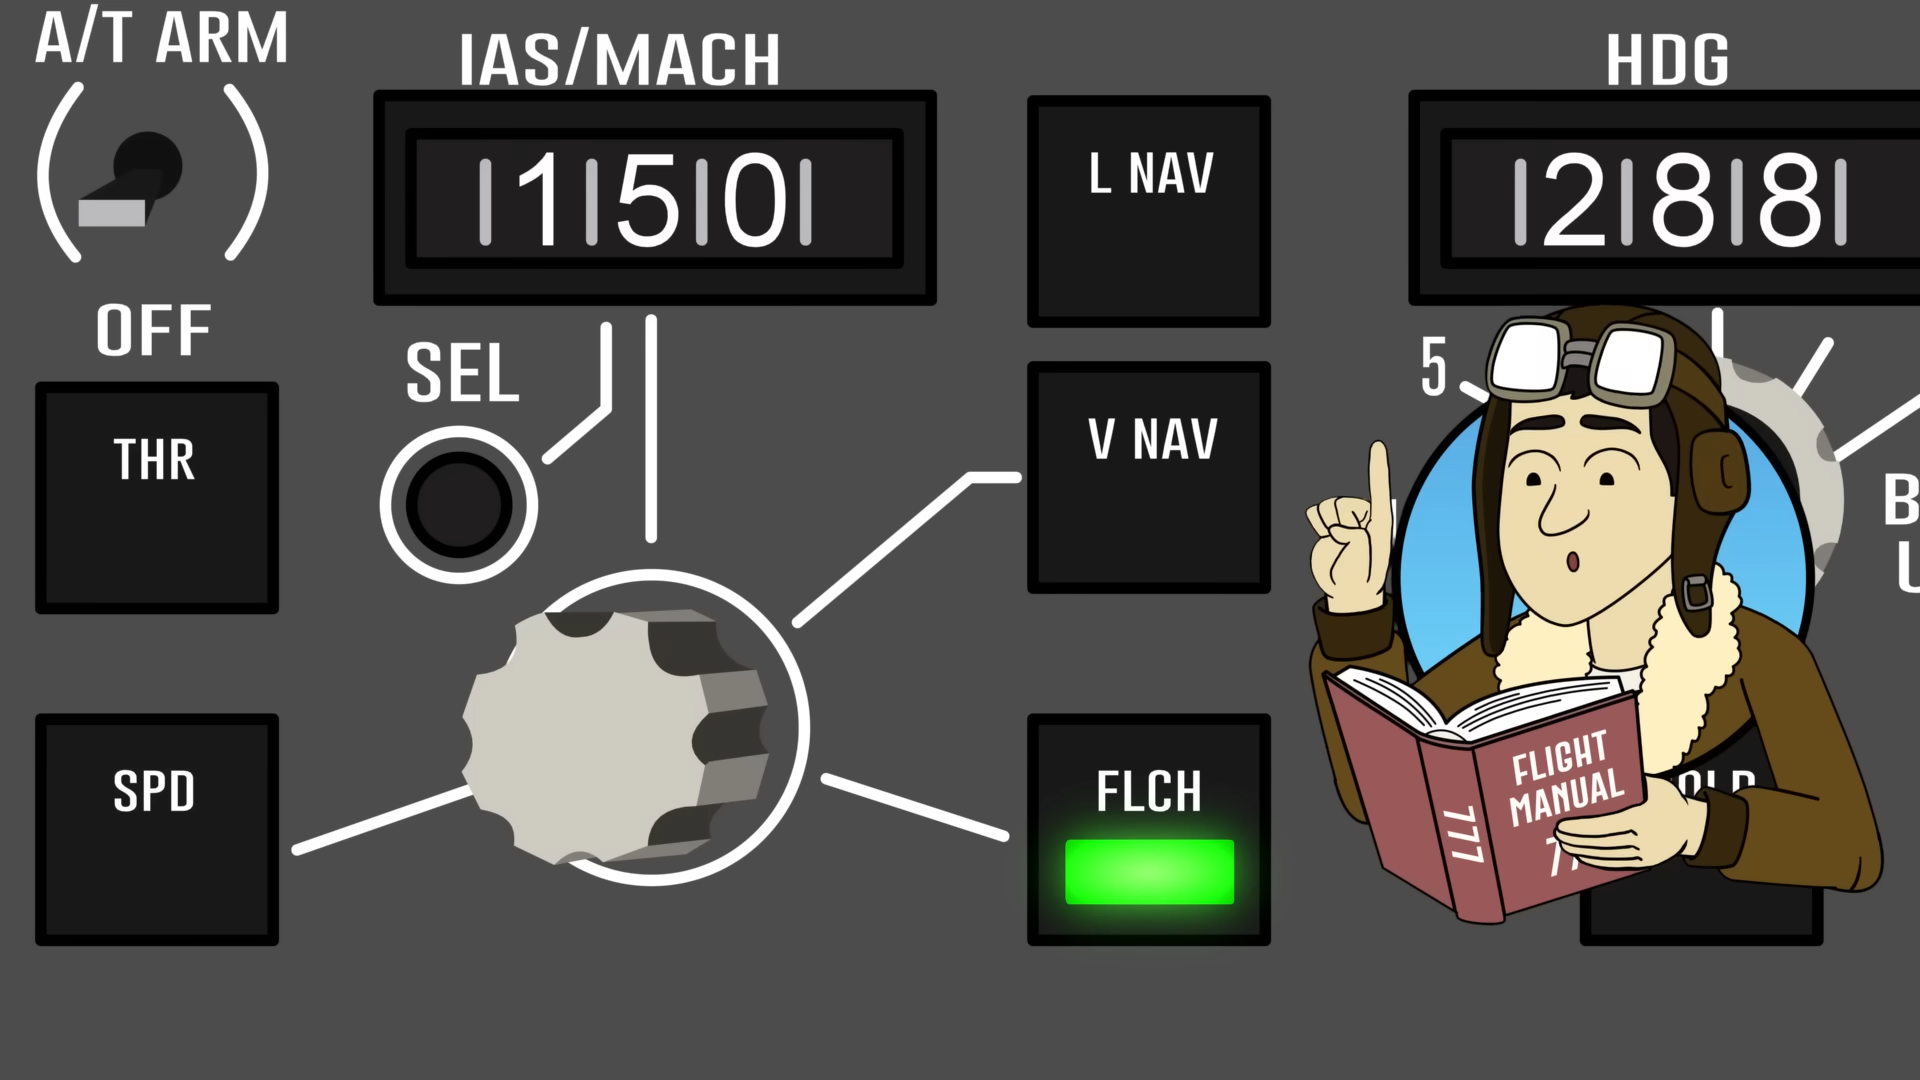 A/T ARM
IAS/MACH
HDG
150
L NAV
288
OFF
SEL
5
THR
V NAV
SPD
FLCH
FLIGHT
MANUAL
777